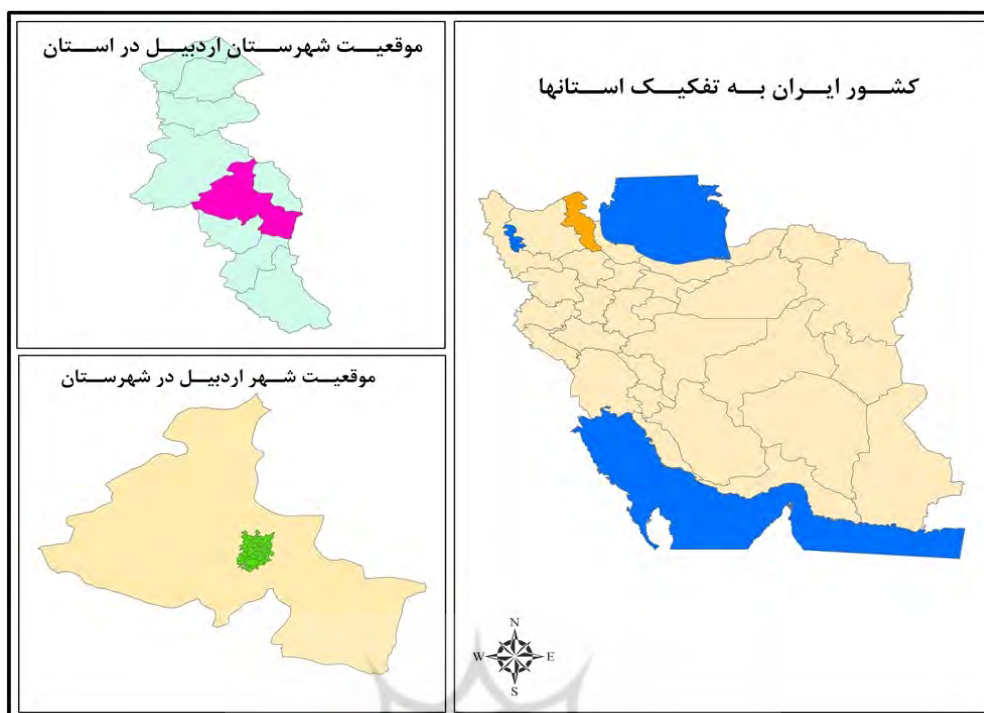 موقعیت شهرستان اردبیل در استان
کشور ایران به تفکیک استانها
موقعیت شهر اردبیل در شهرستان
N
W E
S